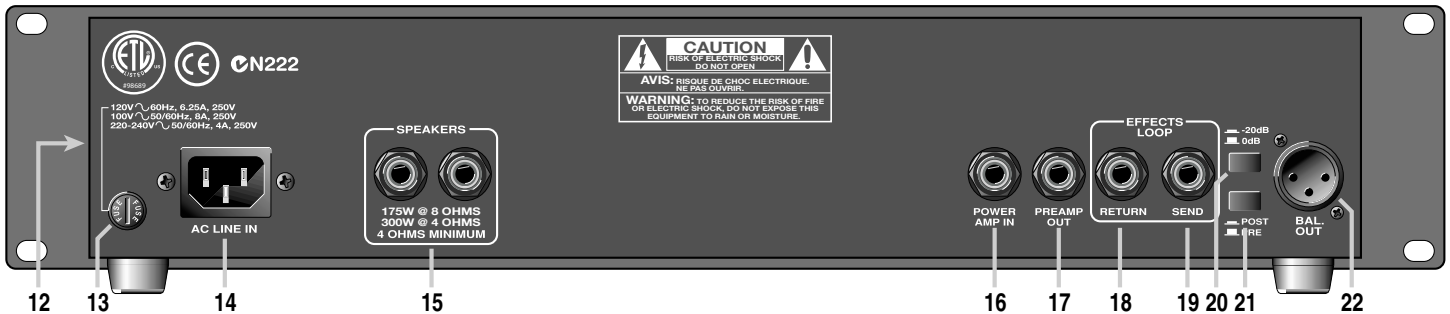 ETL
C US
LISTED
#98689
CE
N222
CAUTION
RISK OF ELECTRIC SHOCK
DO NOT OPEN
AVIS: RISQUE DE CHOC ELECTRIQUE.
NE PAS OUVRIR.
WARNING: TO REDUCE THE RISK OF FIRE
OR ELECTRIC SHOCK, DO NOT EXPOSE THIS
EQUIPMENT TO RAIN OR MOISTURE.
120V 60Hz, 6.25A, 250V
100V 50/60Hz, 8A, 250V
220-240V 50/60Hz, 4A, 250V
FUSE FUSE
AC LINE IN
SPEAKERS
175W @ 8 OHMS
300W @ 4 OHMS
4 OHMS MINIMUM
POWER
AMP IN
PREAMP
OUT
EFFECTS
LOOP
RETURN
SEND
-20dB
0dB
POST
PRE
BAL.
OUT
12 13 14 15 16 17 18 19 20 21 22